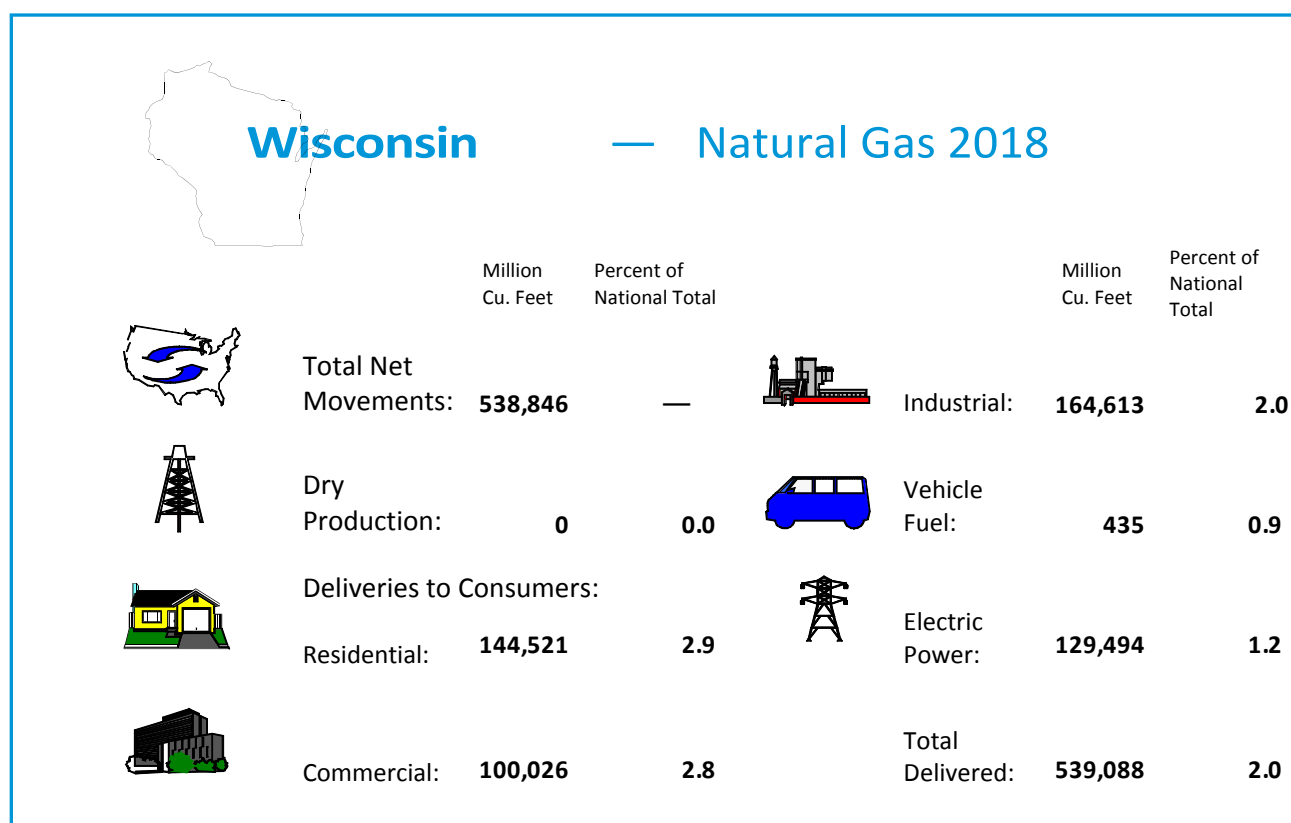 Wisconsin — Natural Gas 2018
Million
Cu. Feet
Percent of
National Total
Total Net
Movements: 538,846 —
Dry
Production: 0 0.0
Deliveries to Consumers:
Residential: 144,521 2.9
Commercial: 100,026 2.8
Million
Cu. Feet
Percent of
National
Total
Industrial: 164,613 2.0
Vehicle
Fuel: 435 0.9
Electric
Power: 129,494 1.2
Total
Delivered: 539,088 2.0